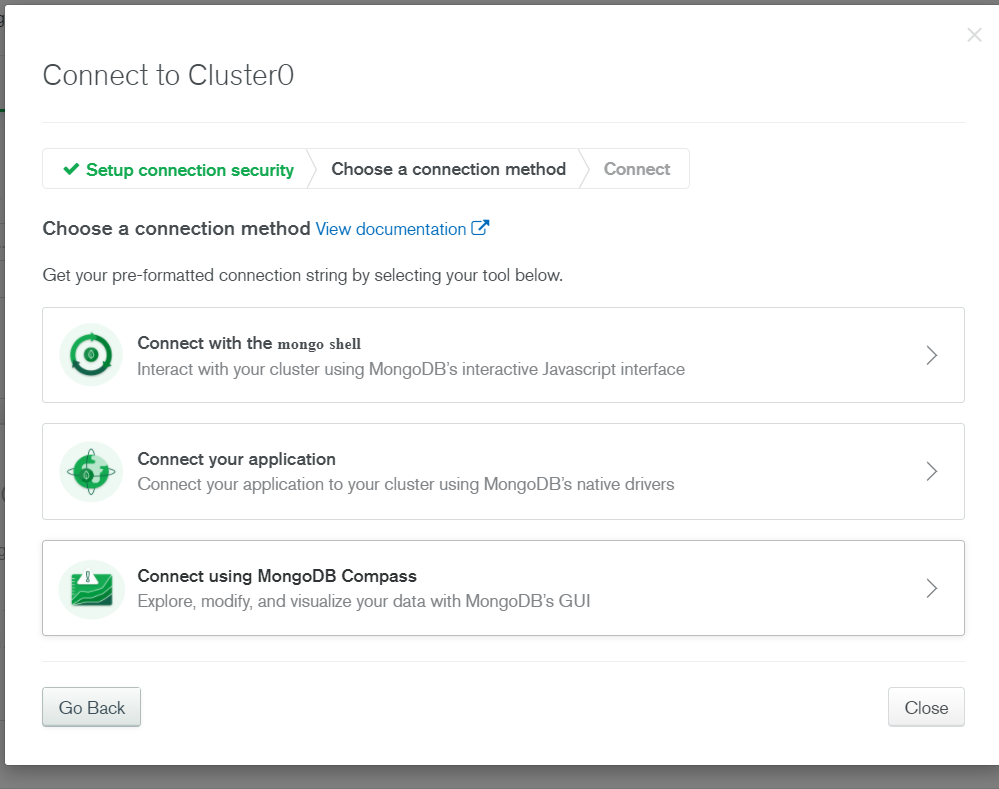 Connect to Cluster0
Setup connection security
Choose a connection method
Connect
Choose a connection method View documentation
Get your pre-formatted connection string by selecting your tool below.
Connect with the mongo shell
Interact with your cluster using MongoDB's interactive Javascript interface
Connect your application
Connect your application to your cluster using MongoDB's native drivers
Connect using MongoDB Compass
Explore, modify, and visualize your data with MongoDB's GUI
Go Back
Close